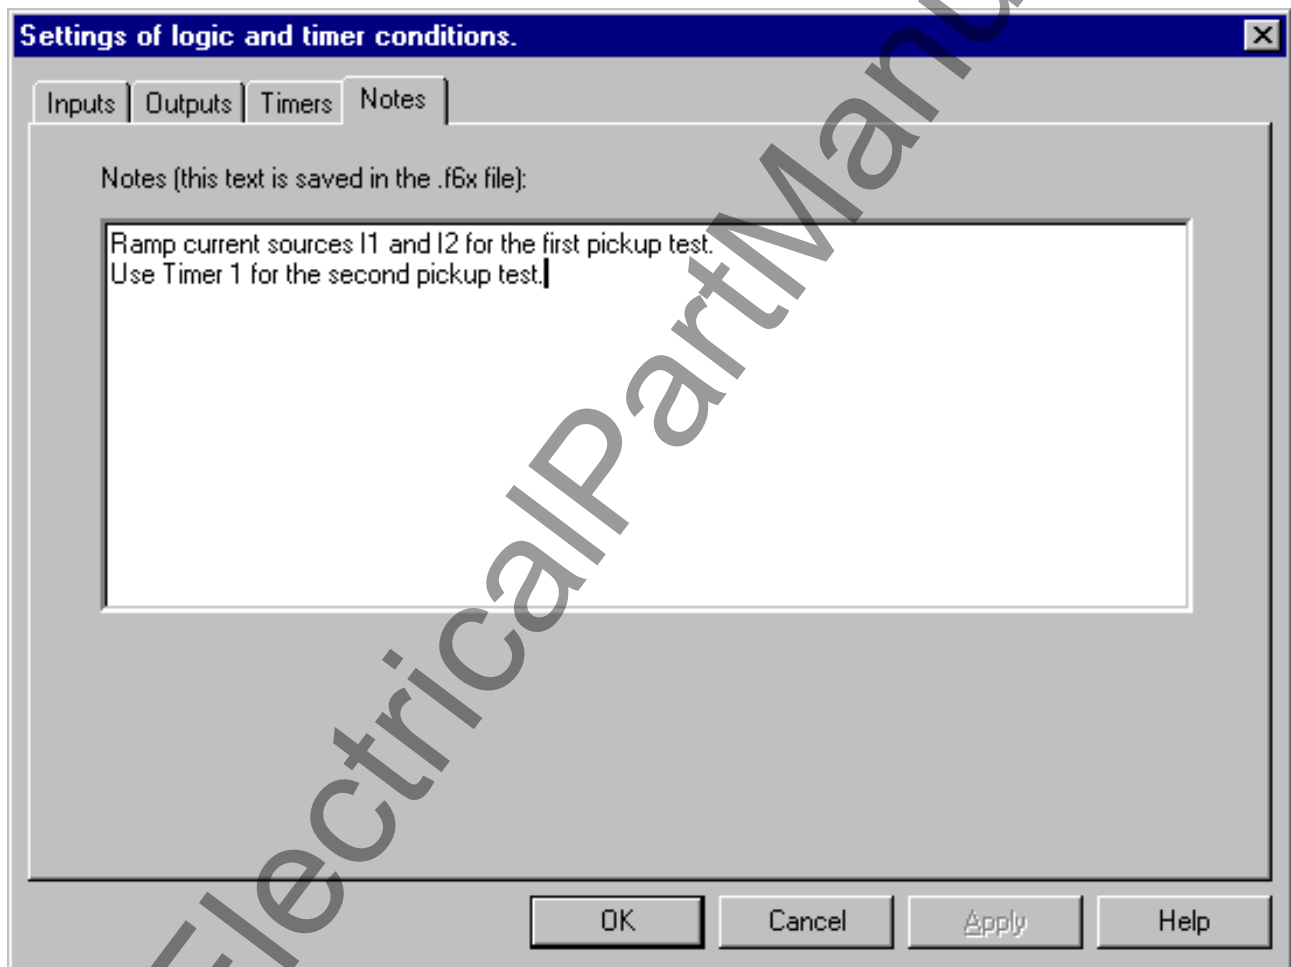 Settings of logic and timer conditions.
Inputs Outputs Timers Notes
Notes (this text is saved in the .f6x file):
Ramp current sources I1 and I2 for the first pickup test.
Use Timer 1 for the second pickup test.
OK Cancel Apply Help
ElectricalPartManu